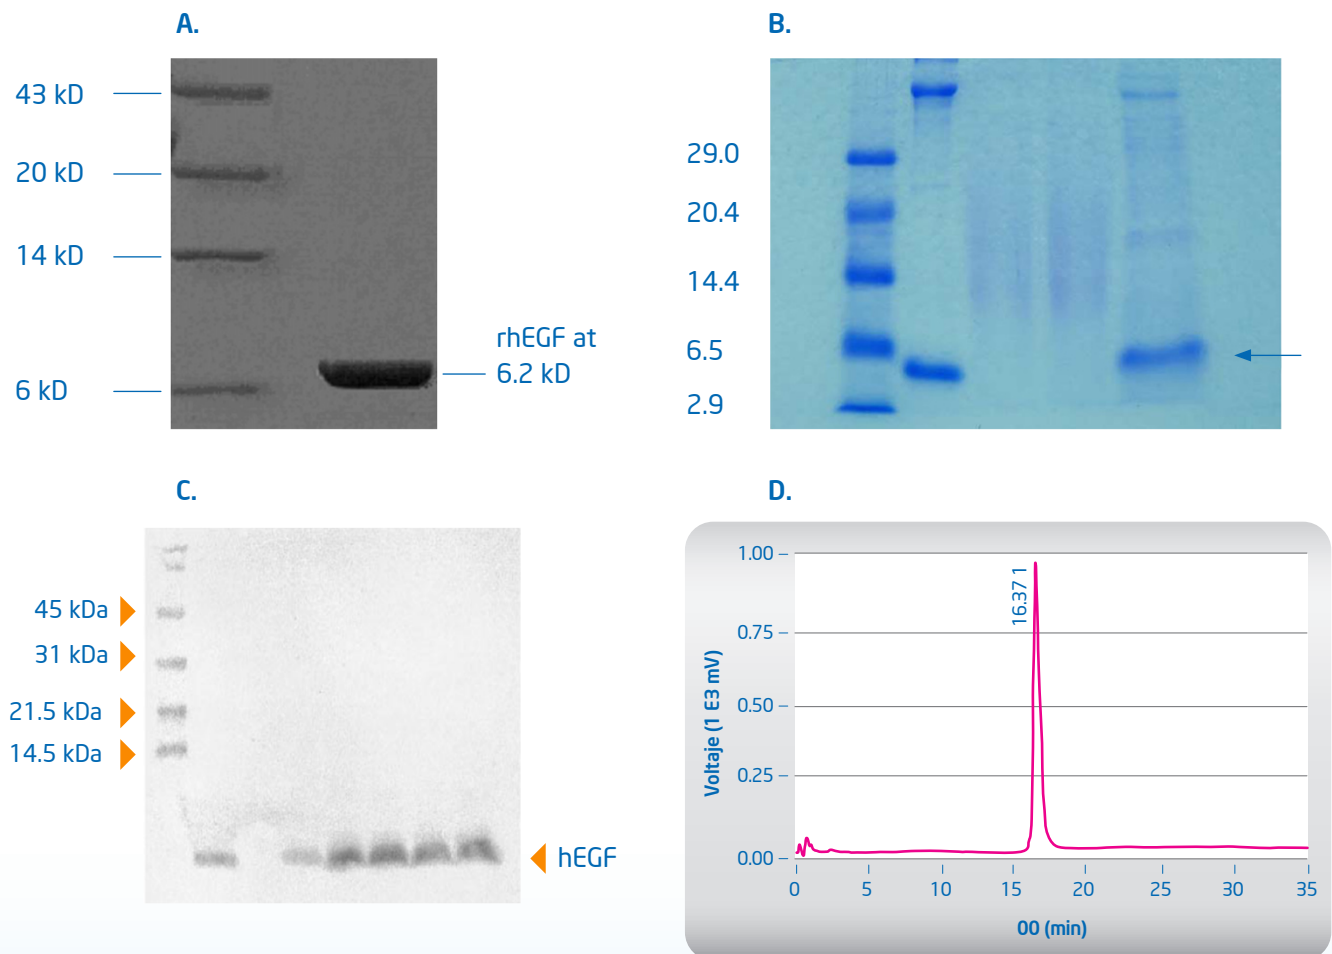 A.
43 kD
20 kD
14 kD
6 kD
rhEGF at
6.2 kD
B.
29.0
20.4
14.4
6.5
2.9
C.
45 kDa
31 kDa
21.5 kDa
14.5 kDa
hEGF
D.
Voltaje (1 E3 mV)
1.00
0.75
0.50
0.25
0.00
16.37 1
0 5 10 15 20 25 30 35
00 (min)